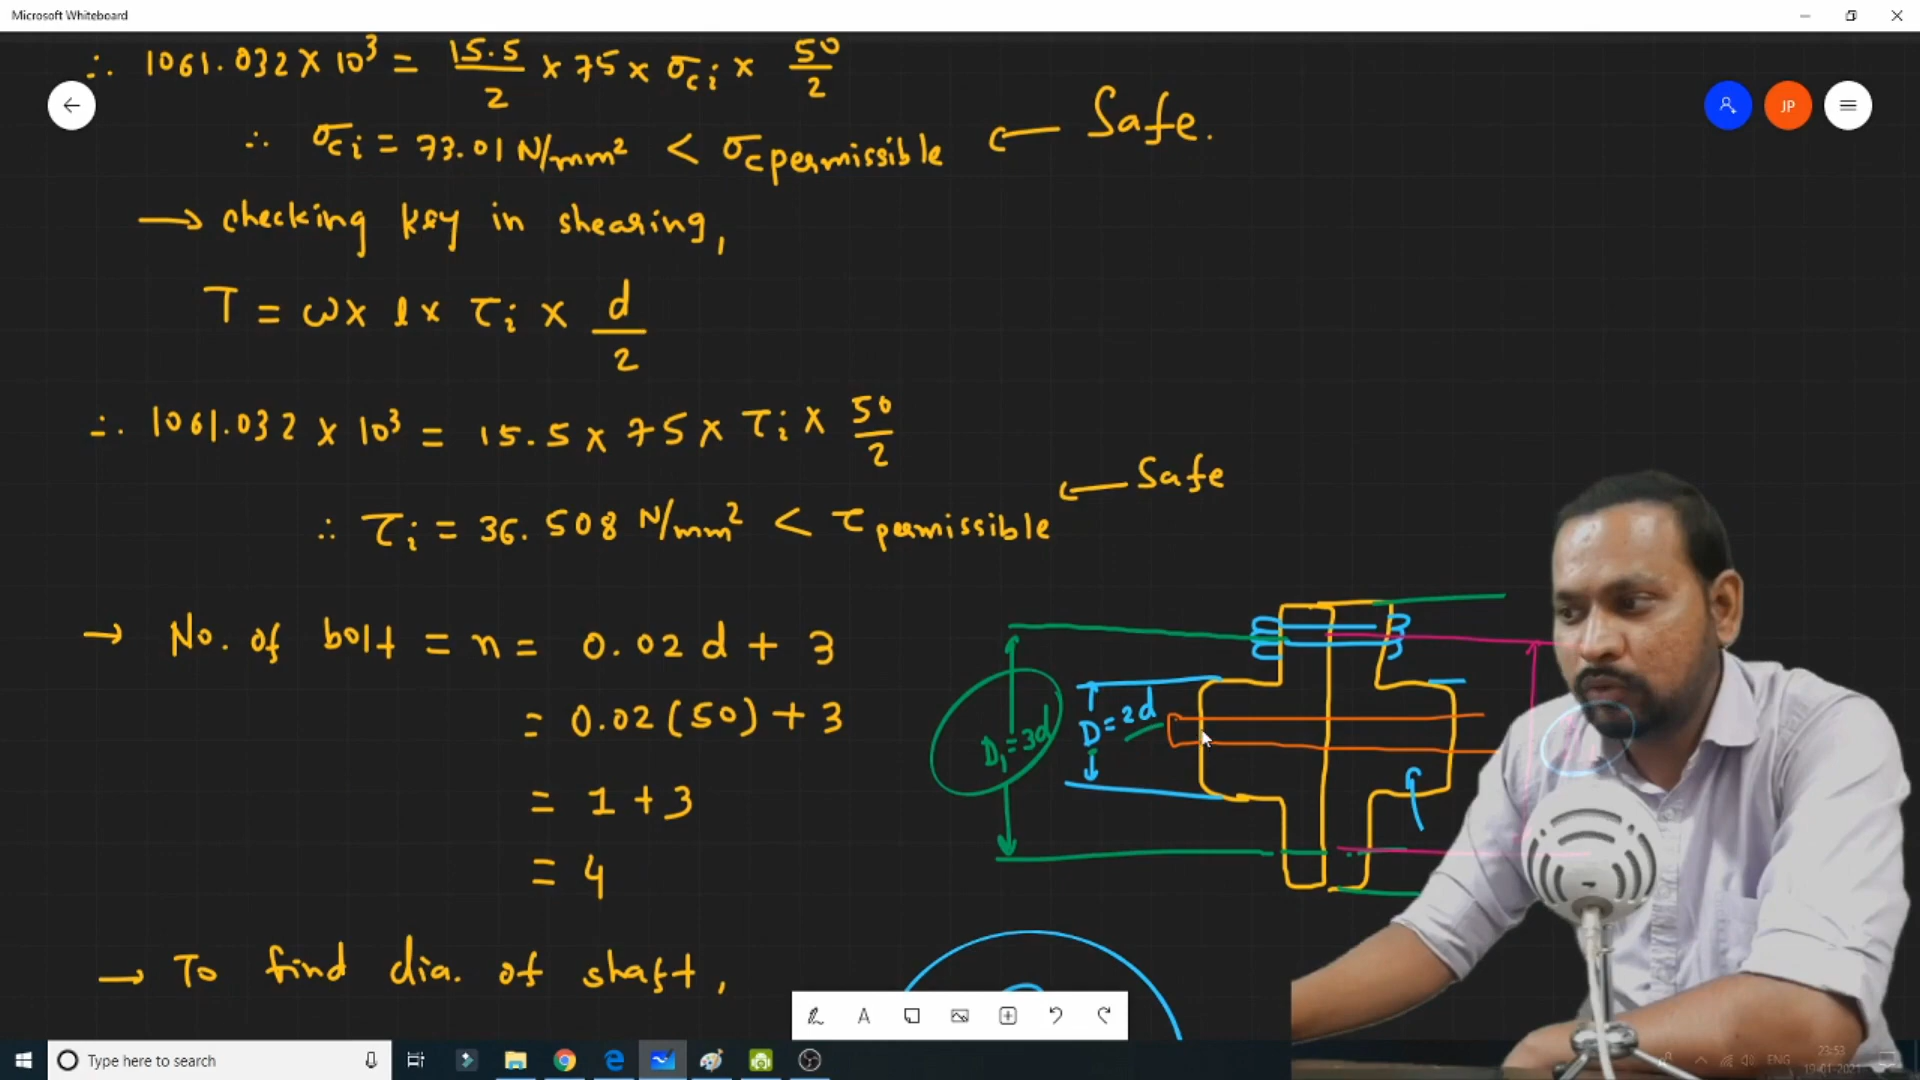 Microsoft Whiteboard
∴ 1061.032 × 10³ = 15.5/2 × 75 × σci × 50/2
∴ σci = 73.01 N/mm² < σc permissible ← Safe.
JP
→ checking key in shearing,
T = ω × l × τi × d/2
∴ 1061.032 × 10³ = 15.5 × 75 × τi × 50/2
∴ τi = 36.508 N/mm² < τ permissible ← Safe
→ No. of bolt = n = 0.02 d + 3
= 0.02 (50) + 3
= 1 + 3
= 4
D₁ = 3d
D = 2d
→ To find dia. of shaft,
Type here to search
ENG
23:53